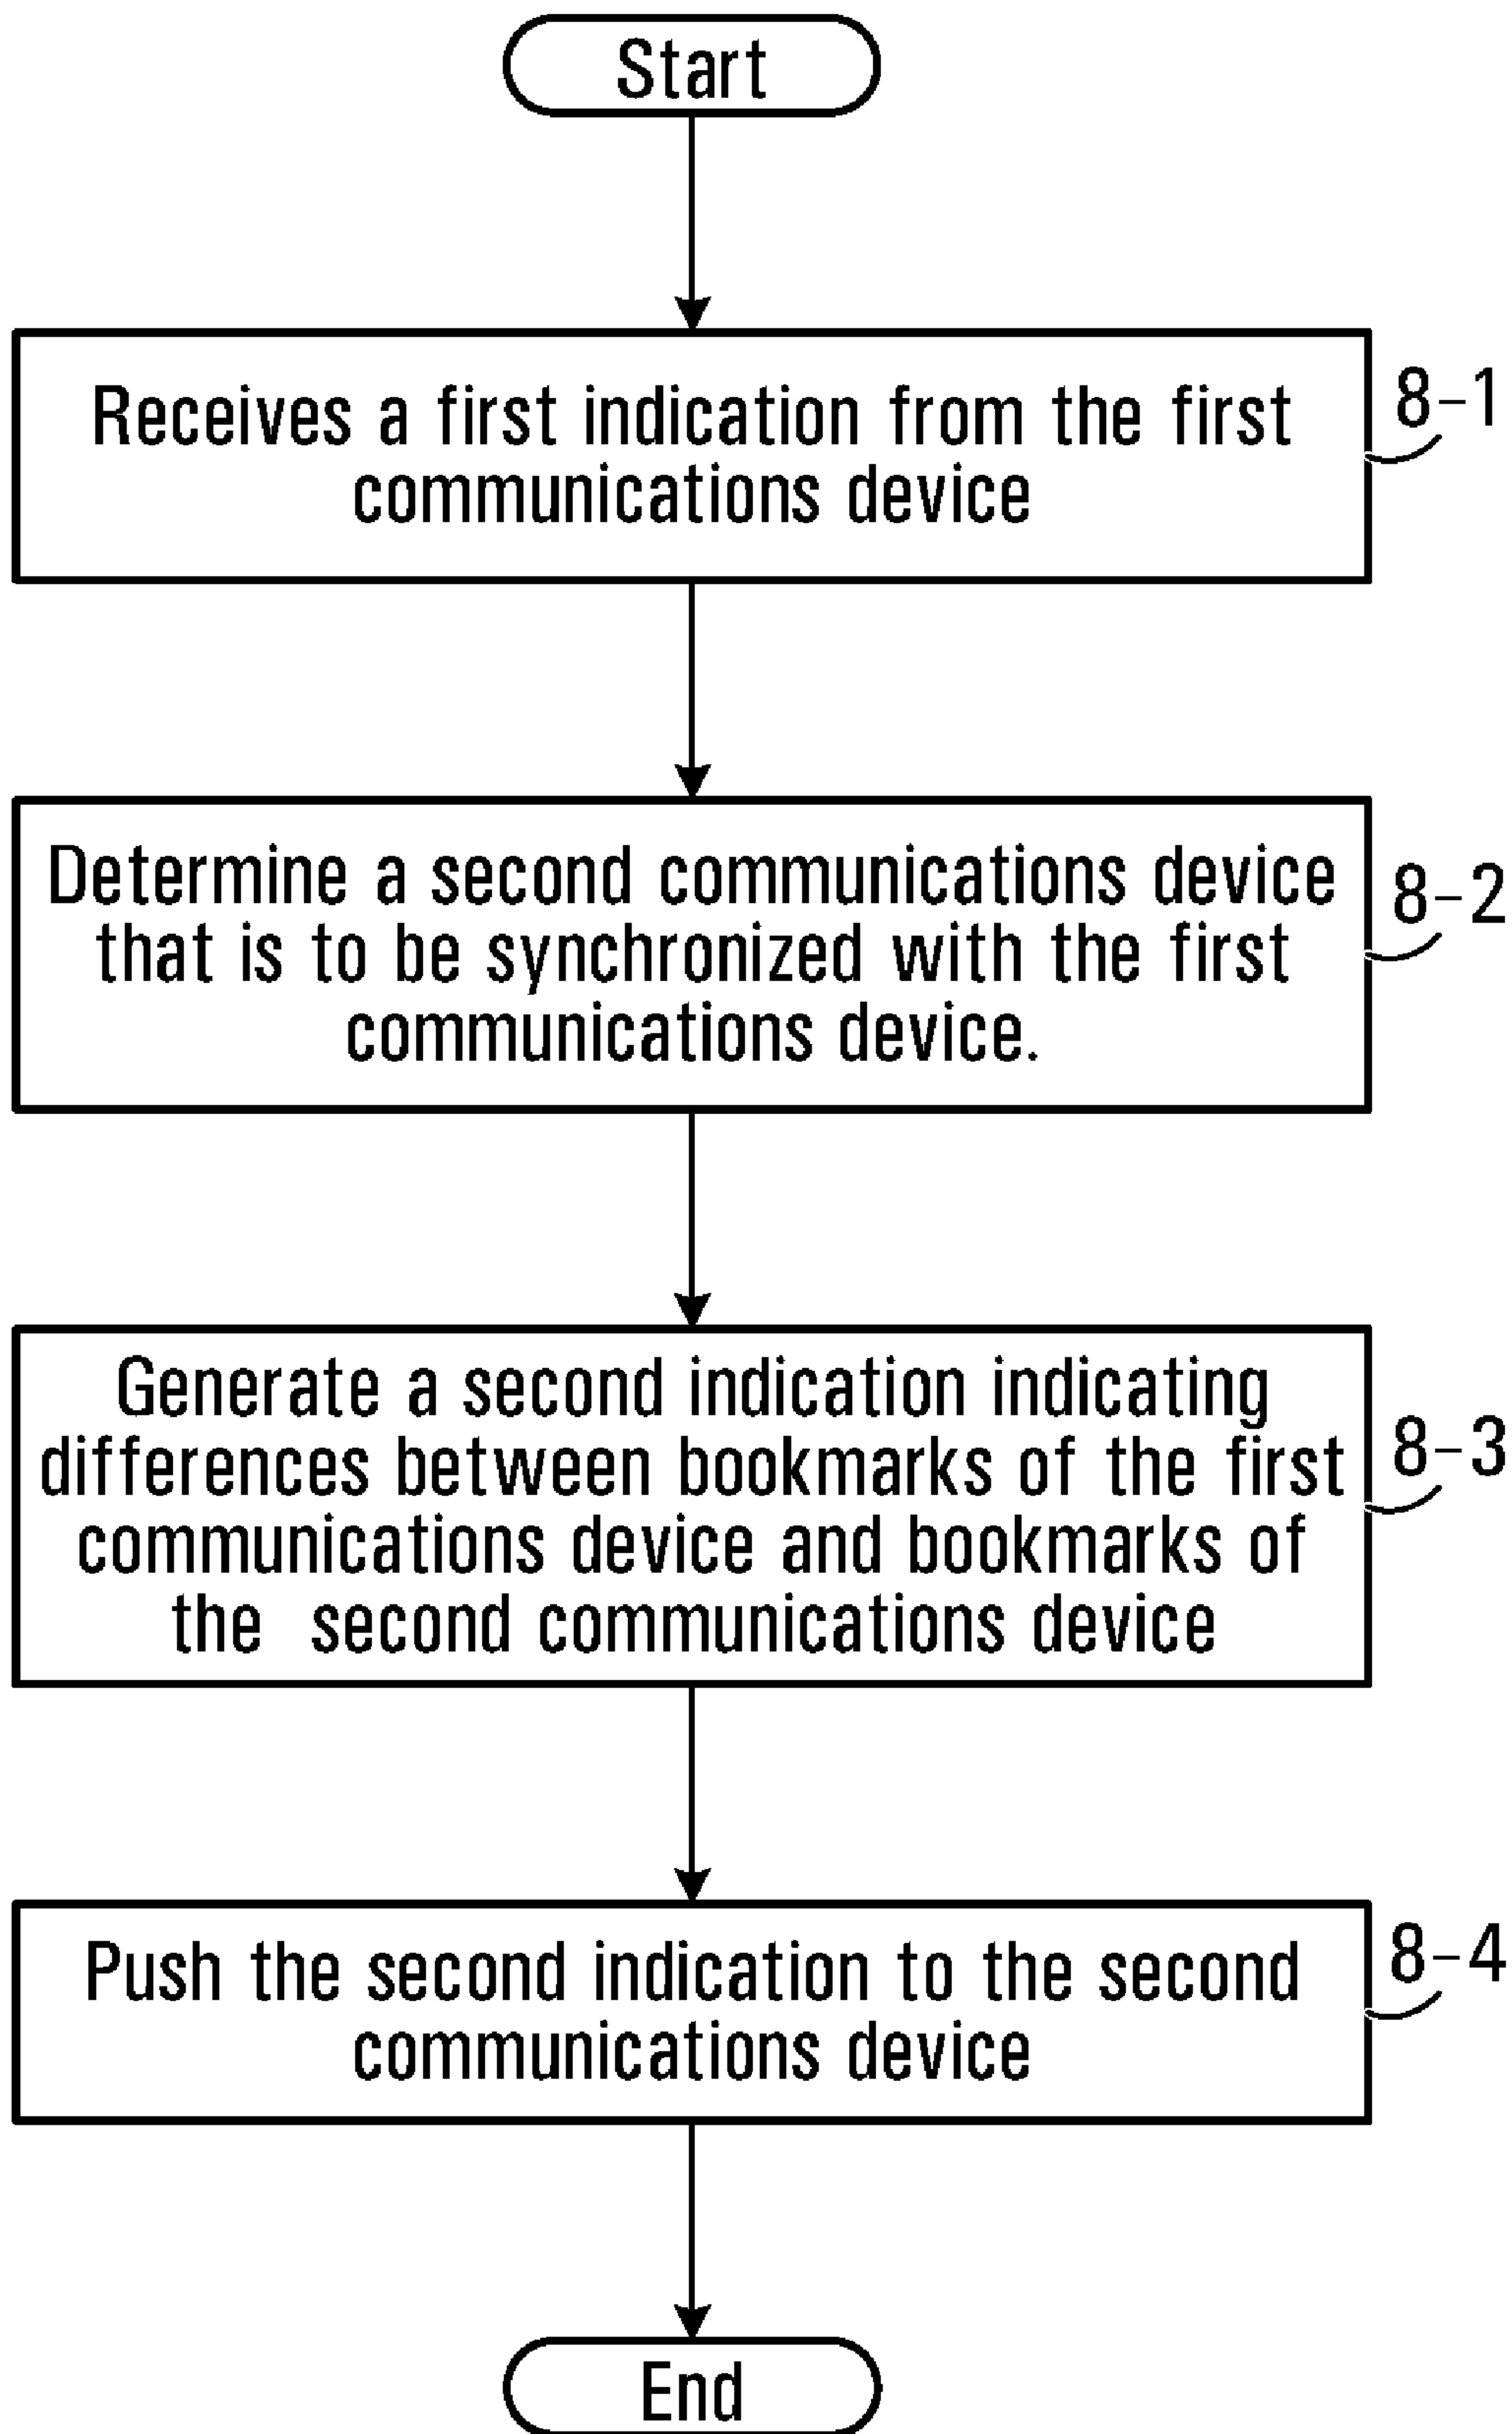 Start
Receives a first indication from the first
communications device
8-1
Determine a second communications device
that is to be synchronized with the first
communications device.
8-2
Generate a second indication indicating
differences between bookmarks of the first
communications device and bookmarks of
the second communications device
8-3
Push the second indication to the second
communications device
8-4
End